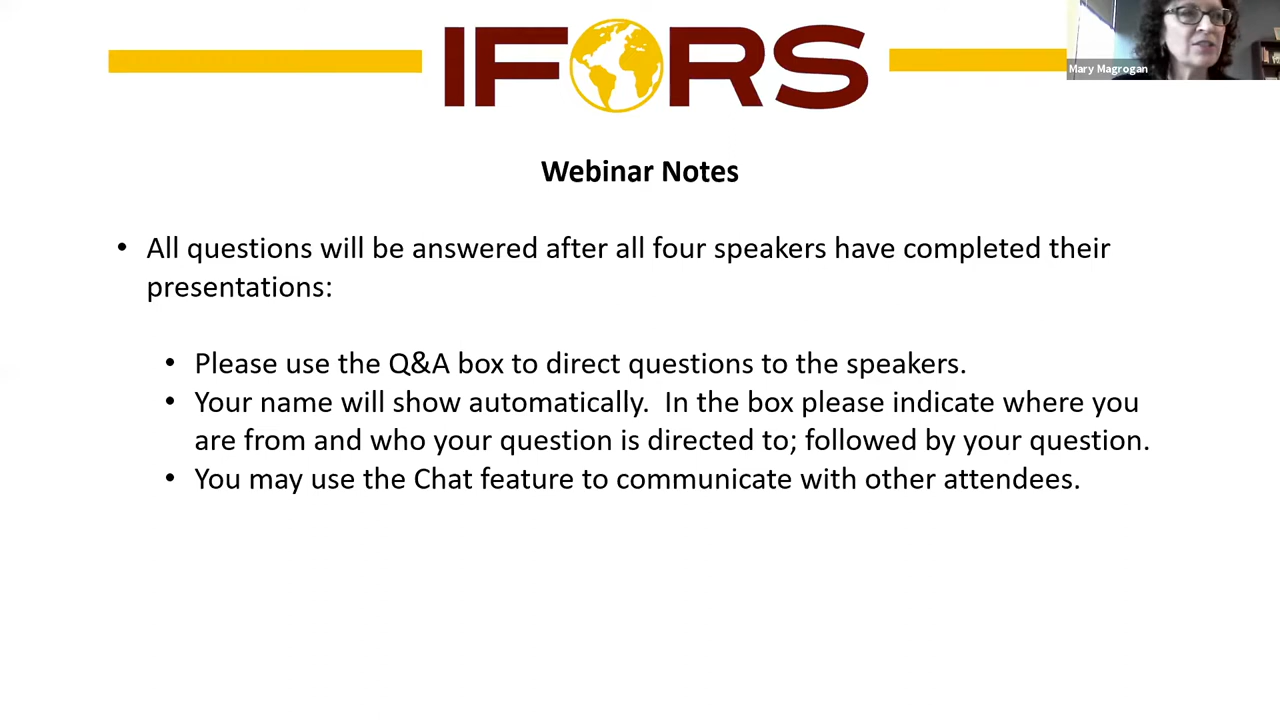 IFORS
Mary Magrogan
Webinar Notes
• All questions will be answered after all four speakers have completed their
presentations:
• Please use the Q&A box to direct questions to the speakers.
• Your name will show automatically.  In the box please indicate where you
are from and who your question is directed to; followed by your question.
• You may use the Chat feature to communicate with other attendees.